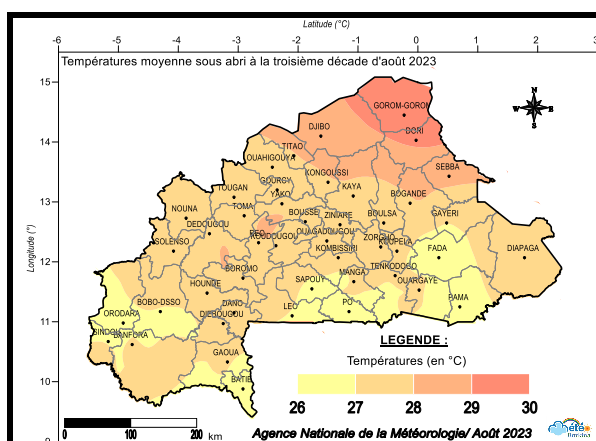 Latitude (°C)
-6 -5 -4 -3 -2 -1 0 1 2 3
Températures moyenne sous abri à la troisième décade d'août 2023
15
14
13
12
11
10
9
Longitude (°)
N
W E
S
GOROM-GOROM
DJIBO
DORI
TITAO
OUAHIGOUYA
SEBBA
KONGOUSSI
GOURCY
TOUGAN
YAKO
KAYA
BOGANDE
NOUNA
TOMA
BOUSSE
ZINIARE
BOULSA
GAYERI
DEDOUGOU
REO
OUAGADOUGOU
ZORGHO
SOLENSO
KOUDOUGOU
KOMBISSIRI
KOUPELA
FADA
DIAPAGA
BOROMO
TENKODOGO
MANGA
HOUNDE
SAPOUY
OUARGAYE
PAMA
BOBO-DSSO
DANO
LEO
PO
ORODARA
DIEBOUGOU
SINDOU
BANFORA
GAOUA
BATIE
LEGENDE :
Températures (en °C)
26 27 28 29 30
0 100 200
km
Agence Nationale de la Météorologie/ Août 2023
météo